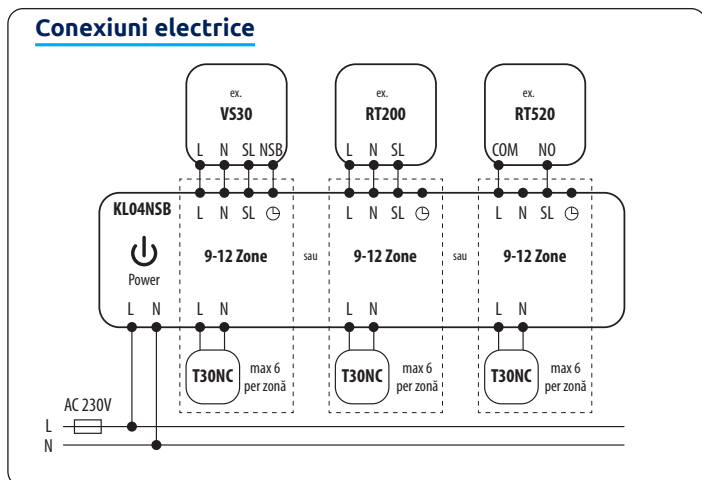 Conexiuni electrice
ex. ex. ex.
VS30 RT200 RT520
L N SL NSB L N SL COM NO
KL04NSB L N SL L N SL L N SL
9-12 Zone sau 9-12 Zone sau 9-12 Zone
Power
L N L N L N L N
T30NC max 6 T30NC max 6 T30NC max 6
per zonă per zonă per zonă
AC 230V
L
N